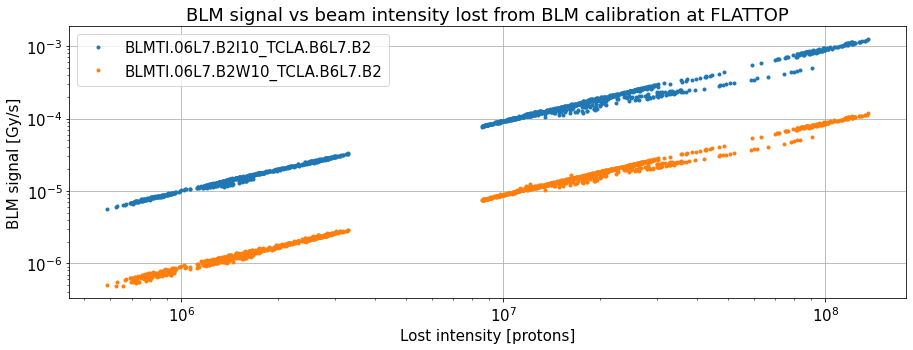 BLM signal vs beam intensity lost from BLM calibration at FLATTOP
BLMTI.06L7.B2I10_TCLA.B6L7.B2
BLMTI.06L7.B2W10_TCLA.B6L7.B2
BLM signal [Gy/s]
10⁻³
10⁻⁴
10⁻⁵
10⁻⁶
10⁶ 10⁷ 10⁸
Lost intensity [protons]